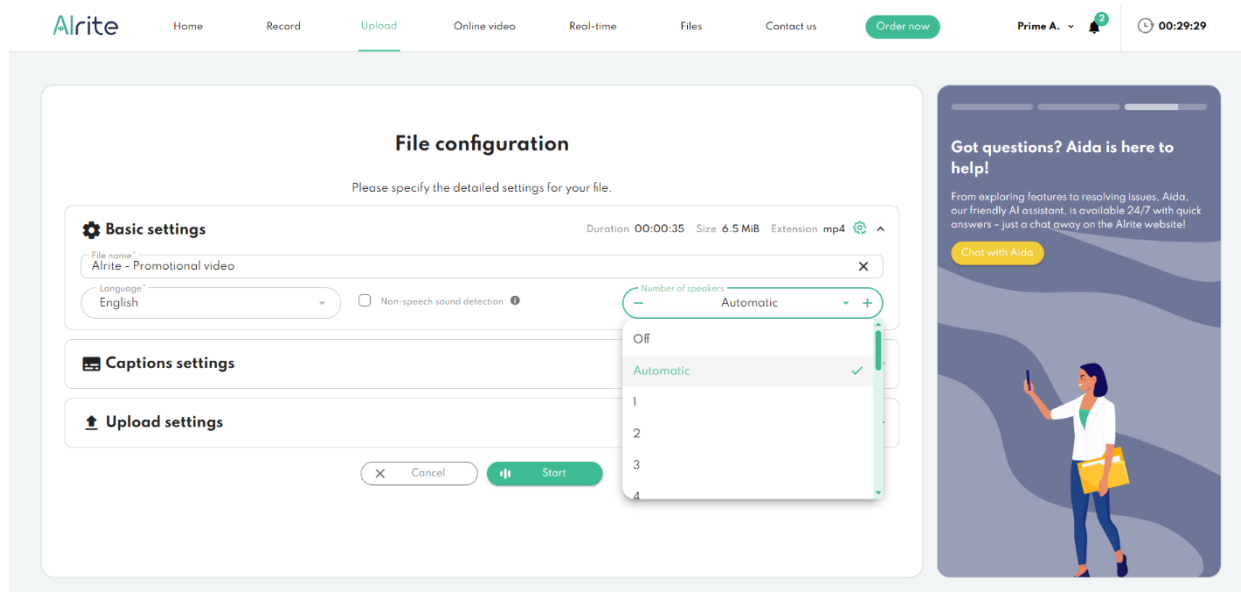 Alrite
Home
Record
Upload
Online video
Real-time
Files
Contact us
Order now
Prime A.
2
00:29:29
File configuration
Please specify the detailed settings for your file.
Basic settings
Duration 00:00:35 Size 6.5 MiB Extension mp4
File name*
Alrite - Promotional video
Language*
English
Non-speech sound detection
Number of speakers
Automatic
Off
Automatic
1
2
3
4
Captions settings
Upload settings
Cancel
Start
Got questions? Aida is here to
help!
From exploring features to resolving issues, Aida,
our friendly AI assistant, is available 24/7 with quick
answers – just a chat away on the Alrite website!
Chat with Aida